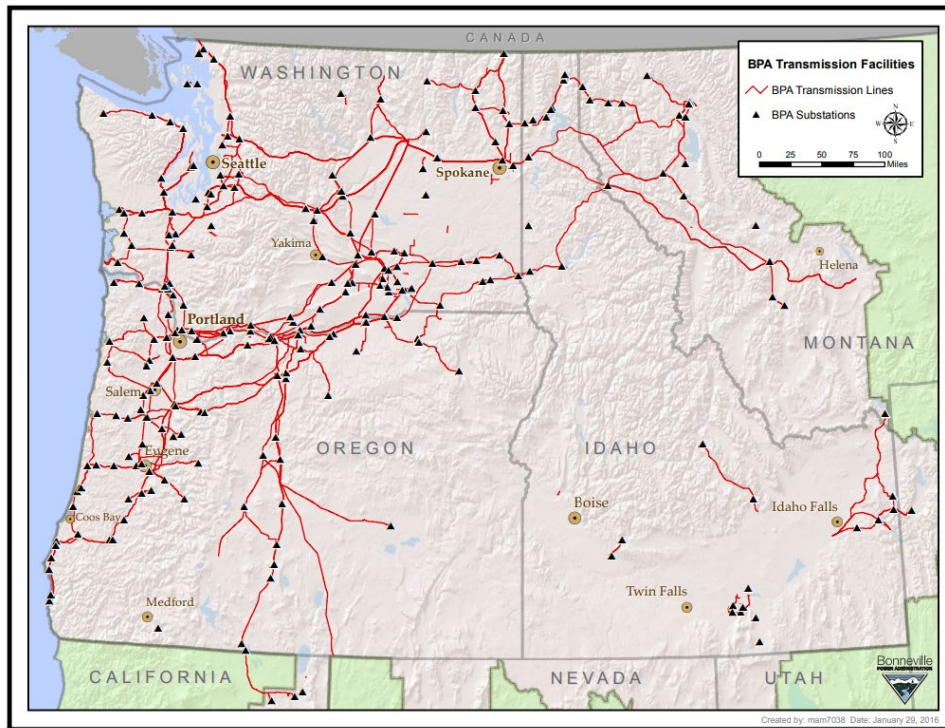 CANADA
WASHINGTON
BPA Transmission Facilities
BPA Transmission Lines
BPA Substations
N
W
E
S
0 25 50 75 100
Miles
Seattle
Spokane
Yakima
Helena
Portland
MONTANA
Salem
OREGON
IDAHO
Eugene
Boise
Idaho Falls
Coos Bay
Twin Falls
Medford
CALIFORNIA
NEVADA
UTAH
Bonneville
POWER ADMINISTRATION
Created by: mam7038 Date: January 29, 2016